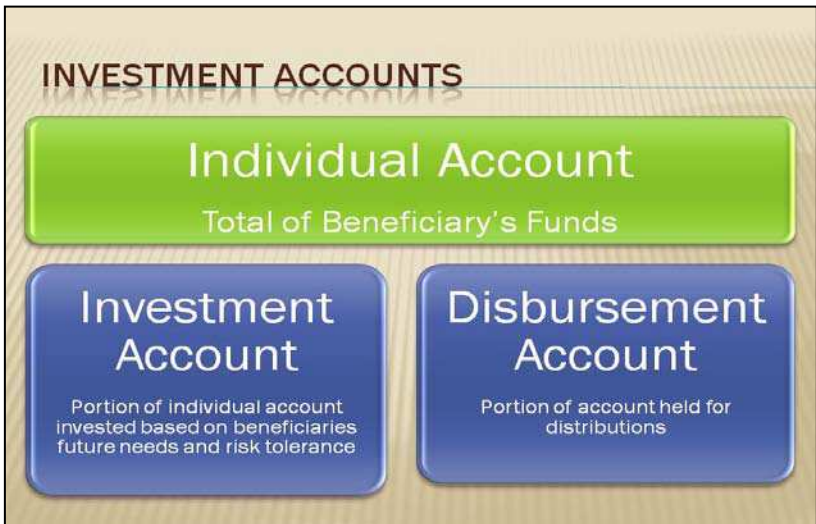 INVESTMENT ACCOUNTS
Individual Account
Total of Beneficiary's Funds
Investment
Account
Portion of individual account
invested based on beneficiaries
future needs and risk tolerance
Disbursement
Account
Portion of account held for
distributions